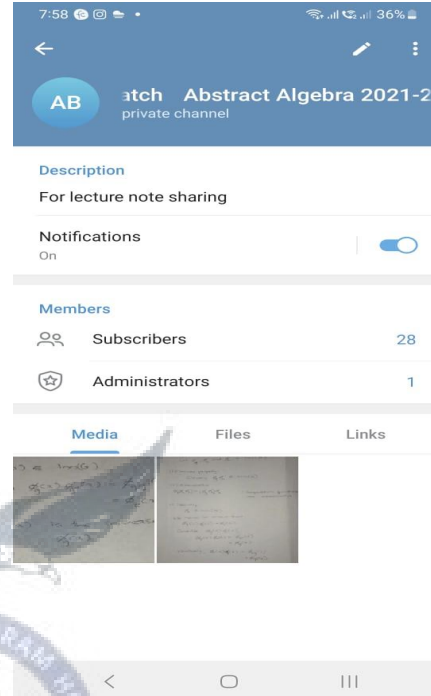 7:58 36%
AB
atch Abstract Algebra 2021-2
private channel
Description
For lecture note sharing
Notifications
On
Members
Subscribers 28
Administrators 1
Media Files Links